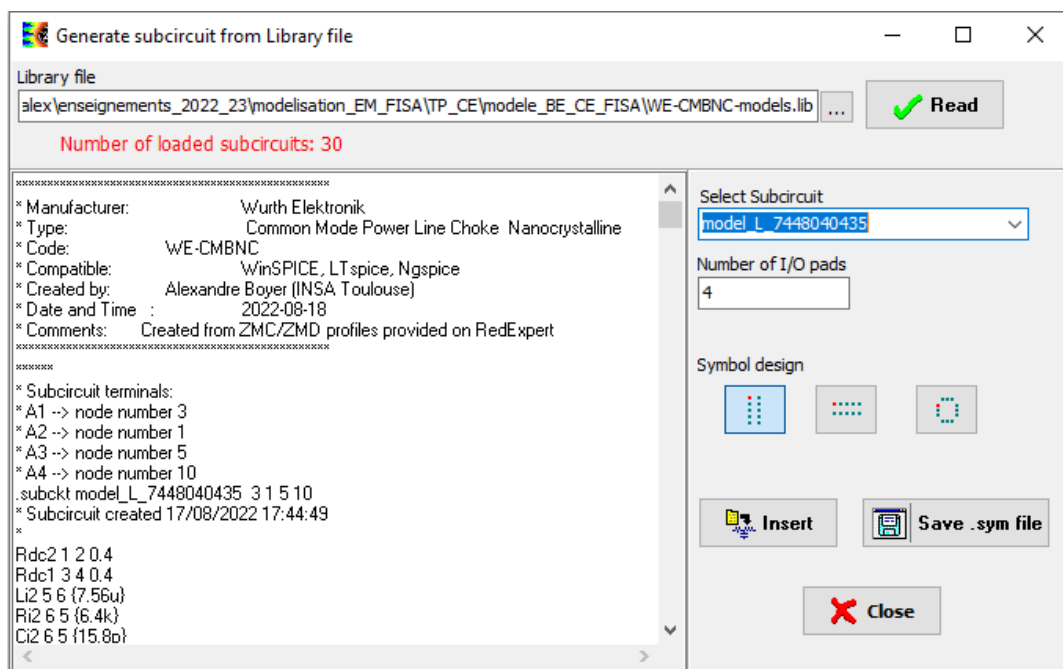 Generate subcircuit from Library file
Library file
alex\enseignements_2022_23\modelisation_EM_FISA\TP_CE\modele_BE_CE_FISA\WE-CMBNC-models.lib
...
Read
Number of loaded subcircuits: 30
**************************************************
* Manufacturer: Wurth Elektronik
* Type: Common Mode Power Line Choke Nanocrystalline
* Code: WE-CMBNC
* Compatible: WinSPICE, LTspice, Ngspice
* Created by: Alexandre Boyer (INSA Toulouse)
* Date and Time : 2022-08-18
* Comments: Created from ZMC/ZMD profiles provided on RedExpert
**************************************************
******
* Subcircuit terminals:
* A1 --> node number 3
* A2 --> node number 1
* A3 --> node number 5
* A4 --> node number 10
.subckt model_L_7448040435 3 1 5 10
* Subcircuit created 17/08/2022 17:44:49
*
Rdc2 1 2 0.4
Rdc1 3 4 0.4
Li2 5 6 {7.56u}
Ri2 6 5 {6.4k}
Ci2 6 5 {15.8p}
Select Subcircuit
model_L_7448040435
Number of I/O pads
4
Symbol design
Insert
Save .sym file
Close